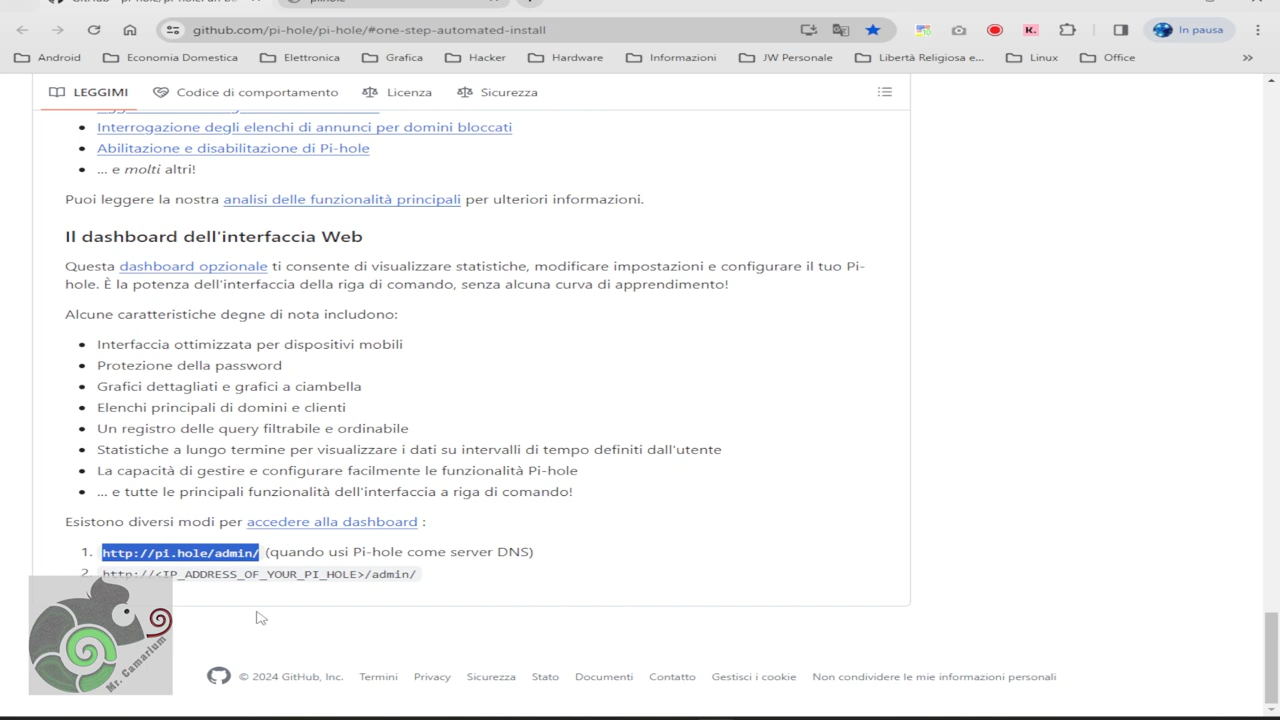 github.com/pi-hole/pi-hole/#one-step-automated-install
In pausa
Android
Economia Domestica
Elettronica
Grafica
Hacker
Hardware
Informazioni
JW Personale
Libertà Religiosa e...
Linux
Office
LEGGIMI
Codice di comportamento
Licenza
Sicurezza
Interrogazione degli elenchi di annunci per domini bloccati
Abilitazione e disabilitazione di Pi-hole
... e molti altri!
Puoi leggere la nostra analisi delle funzionalità principali per ulteriori informazioni.
Il dashboard dell'interfaccia Web
Questa dashboard opzionale ti consente di visualizzare statistiche, modificare impostazioni e configurare il tuo Pi-
hole. È la potenza dell'interfaccia della riga di comando, senza alcuna curva di apprendimento!
Alcune caratteristiche degne di nota includono:
Interfaccia ottimizzata per dispositivi mobili
Protezione della password
Grafici dettagliati e grafici a ciambella
Elenchi principali di domini e clienti
Un registro delle query filtrabile e ordinabile
Statistiche a lungo termine per visualizzare i dati su intervalli di tempo definiti dall'utente
La capacità di gestire e configurare facilmente le funzionalità Pi-hole
... e tutte le principali funzionalità dell'interfaccia a riga di comando!
Esistono diversi modi per accedere alla dashboard :
1. http://pi.hole/admin/ (quando usi Pi-hole come server DNS)
2. http://<IP_ADDRESS_OF_YOUR_PI_HOLE>/admin/
Mr. Camarium
© 2024 GitHub, Inc.
Termini
Privacy
Sicurezza
Stato
Documenti
Contatto
Gestisci i cookie
Non condividere le mie informazioni personali